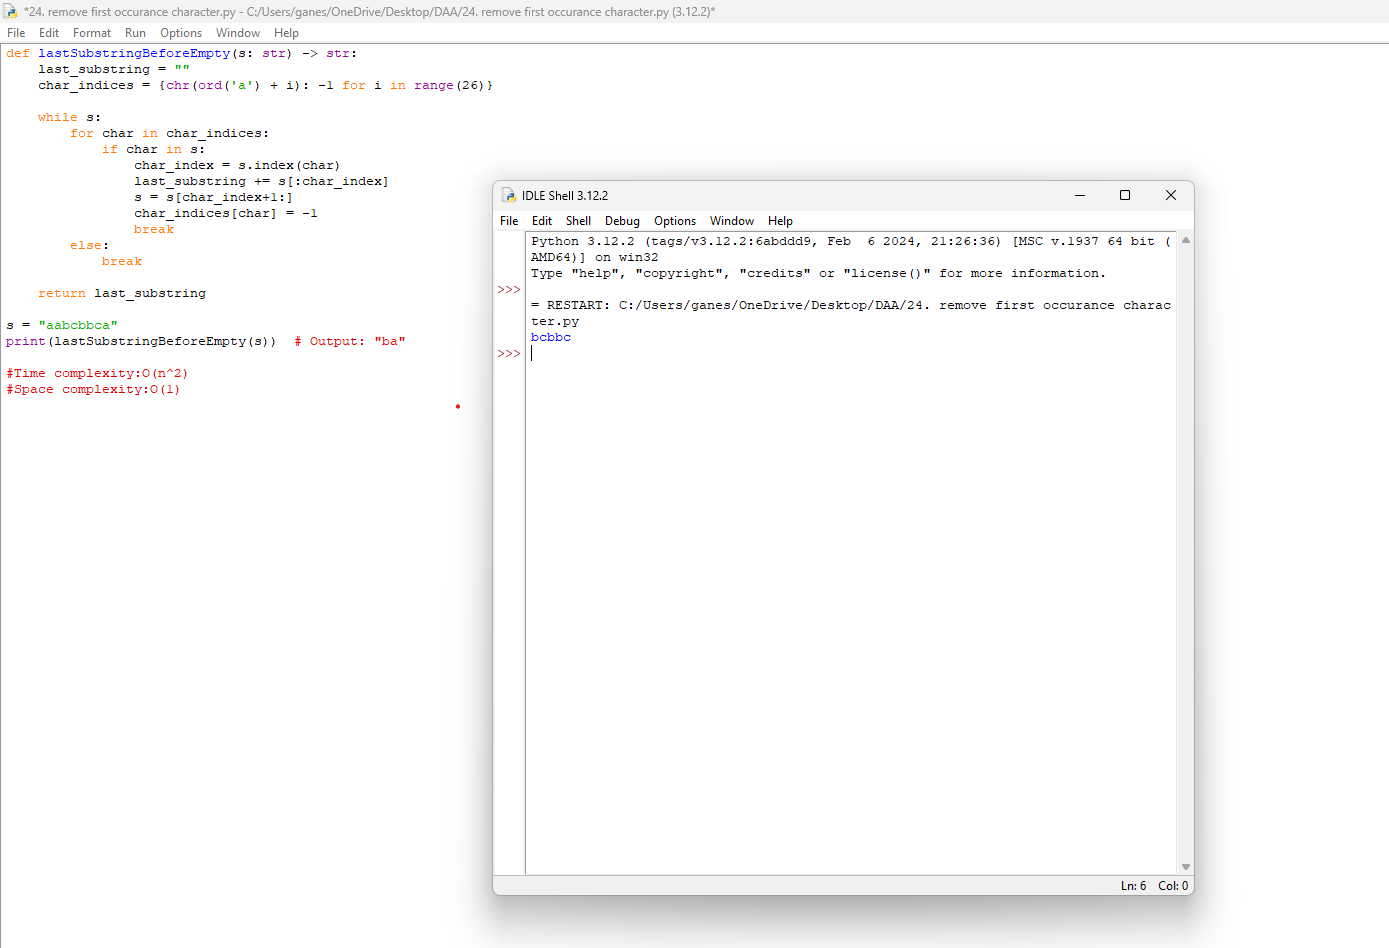 *24. remove first occurance character.py - C:/Users/ganes/OneDrive/Desktop/DAA/24. remove first occurance character.py (3.12.2)*
File Edit Format Run Options Window Help
def lastSubstringBeforeEmpty(s: str) -> str:
    last_substring = ""
    char_indices = {chr(ord('a') + i): -1 for i in range(26)}

    while s:
        for char in char_indices:
            if char in s:
                char_index = s.index(char)
                last_substring += s[:char_index]
                s = s[char_index+1:]
                char_indices[char] = -1
                break
        else:
            break

    return last_substring

s = "aabcbbca"
print(lastSubstringBeforeEmpty(s))  # Output: "ba"

#Time complexity:O(n^2)
#Space complexity:O(1)
IDLE Shell 3.12.2
File Edit Shell Debug Options Window Help
Python 3.12.2 (tags/v3.12.2:6abddd9, Feb  6 2024, 21:26:36) [MSC v.1937 64 bit (
AMD64)] on win32
Type "help", "copyright", "credits" or "license()" for more information.
>>>
= RESTART: C:/Users/ganes/OneDrive/Desktop/DAA/24. remove first occurance charac
ter.py
bcbbc
>>>
Ln: 6 Col: 0